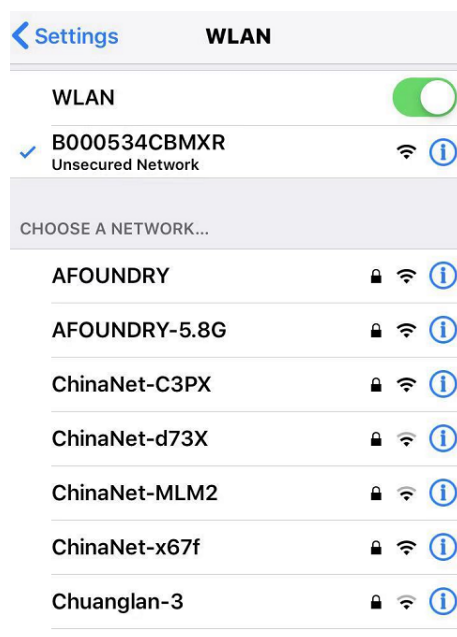 Settings WLAN
WLAN
B000534CBMXR
Unsecured Network
CHOOSE A NETWORK...
AFOUNDRY
AFOUNDRY-5.8G
ChinaNet-C3PX
ChinaNet-d73X
ChinaNet-MLM2
ChinaNet-x67f
Chuanglan-3